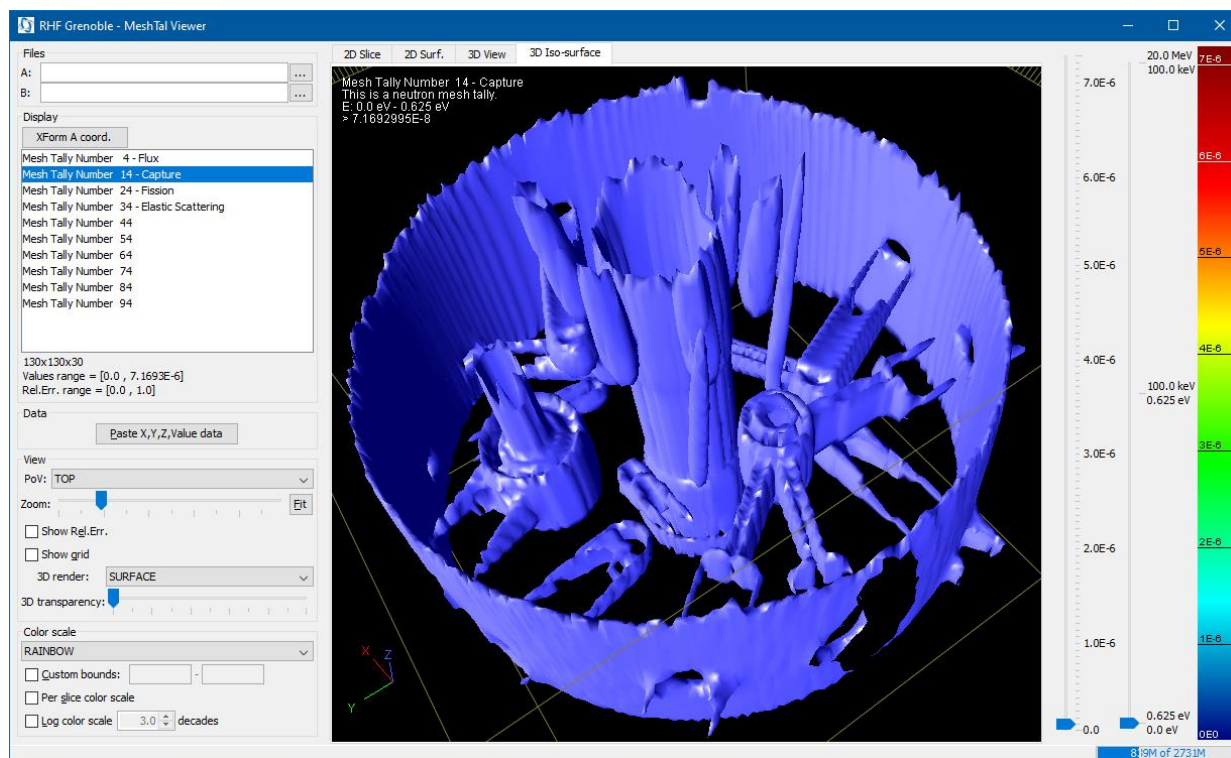 RHF Grenoble - MeshTal Viewer
Files
A:
...
B:
...
Display
XForm A coord.
Mesh Tally Number 4 - Flux
Mesh Tally Number 14 - Capture
Mesh Tally Number 24 - Fission
Mesh Tally Number 34 - Elastic Scattering
Mesh Tally Number 44
Mesh Tally Number 54
Mesh Tally Number 64
Mesh Tally Number 74
Mesh Tally Number 84
Mesh Tally Number 94
130x130x30
Values range = [0.0 , 7.1693E-6]
Rel.Err. range = [0.0 , 1.0]
Data
Paste X,Y,Z,Value data
View
PoV: TOP
Zoom:
Fit
Show Rel.Err.
Show grid
3D render: SURFACE
3D transparency:
Color scale
RAINBOW
Custom bounds: -
Per slice color scale
Log color scale 3.0 decades
2D Slice 2D Surf. 3D View 3D Iso-surface
Mesh Tally Number 14 - Capture
This is a neutron mesh tally.
E: 0.0 eV - 0.625 eV
> 7.1692995E-8
X
Z
Y
7.0E-6
6.0E-6
5.0E-6
4.0E-6
3.0E-6
2.0E-6
1.0E-6
0.0
20.0 MeV
100.0 keV
100.0 keV
0.625 eV
0.625 eV
0.0 eV
7E-6
6E-6
5E-6
4E-6
3E-6
2E-6
1E-6
0E0
of 2731M